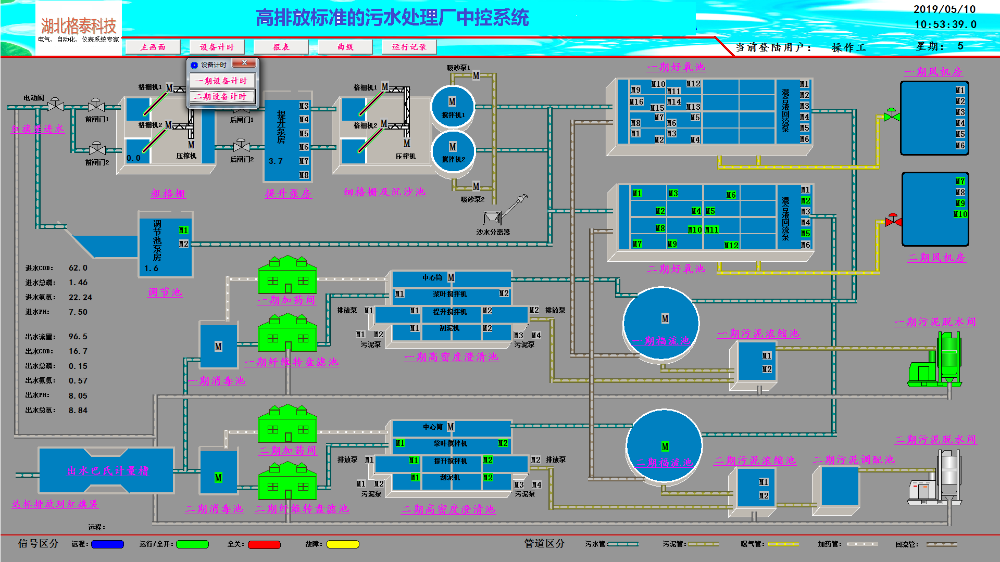 高排放标准的污水处理厂中控系统
2019/05/10
10:53:39.0
湖北格泰科技
电气、自动化、仪表系统专家
主画面
设备计时
报表
曲线
运行记录
当前登陆用户：
操作工
星期：
5
设备计时
一期设备计时
二期设备计时
电动阀
前闸门1
前闸门2
红旗渠进水
格栅机1
M
格栅机2
M
M
压榨机
0.0
粗格栅
后闸门1
后闸门2
提升泵房
3.7
M3
M4
M5
M6
M7
M8
提升泵房
格栅机1
M
格栅机2
M
M
压榨机
细格栅及沉沙池
M
搅拌机1
M
搅拌机2
吸砂泵1
M
M
吸砂泵2
沙水分离器
一期好氧池
M9
M10
M11
M12
M16
M15
M14
M13
M8
M7
M6
M5
M1
M2
M3
M4
混合液回流泵
M1
M2
M3
M4
M5
M6
一期风机房
M1
M2
M3
M4
M5
M6
M1
M3
M6
M2
M4
M5
M8
M10
M11
M7
M9
M12
混合液回流泵
M1
M2
M3
M4
M5
M6
二期好氧池
M7
M8
M9
M10
二期风机房
调节池泵房
M1
M2
1.6
调节池
进水COD： 62.0
进水总磷： 1.46
进水氨氮： 22.24
进水PH： 7.50
出水流量： 96.5
出水COD： 16.7
出水总磷： 0.15
出水氨氮： 0.57
出水PH： 8.05
出水总氮： 8.84
一期加药间
一期纤维转盘滤池
M
一期消毒池
中心筒 M
M1 浆叶搅拌机 M2
排放泵 M1 M1 提升搅拌机 M2 M2 排放泵
M1 刮泥机 M2
M1 M2
污泥泵
M3 M4
污泥泵
一期高密度澄清池
M
一期辐流池
一期污泥浓缩池
M1
M2
一期污泥脱水间
二期加药间
二期纤维转盘滤池
M
二期消毒池
中心筒 M
M1 浆叶搅拌机 M2
排放泵 M1 M1 提升搅拌机 M2 M2 排放泵
M1 刮泥机 M2
M1 M2
污泥泵
M3 M4
污泥泵
二期高密度澄清池
M
二期辐流池
二期污泥浓缩池
M1
M2
二期污泥调配池
二期污泥脱水间
出水巴氏计量槽
达标排放到红旗渠
远程：
信号区分
远程：
运行/全开：
全关：
故障：
管道区分
污水管：
污泥管：
曝气管：
加药管：
回流管：